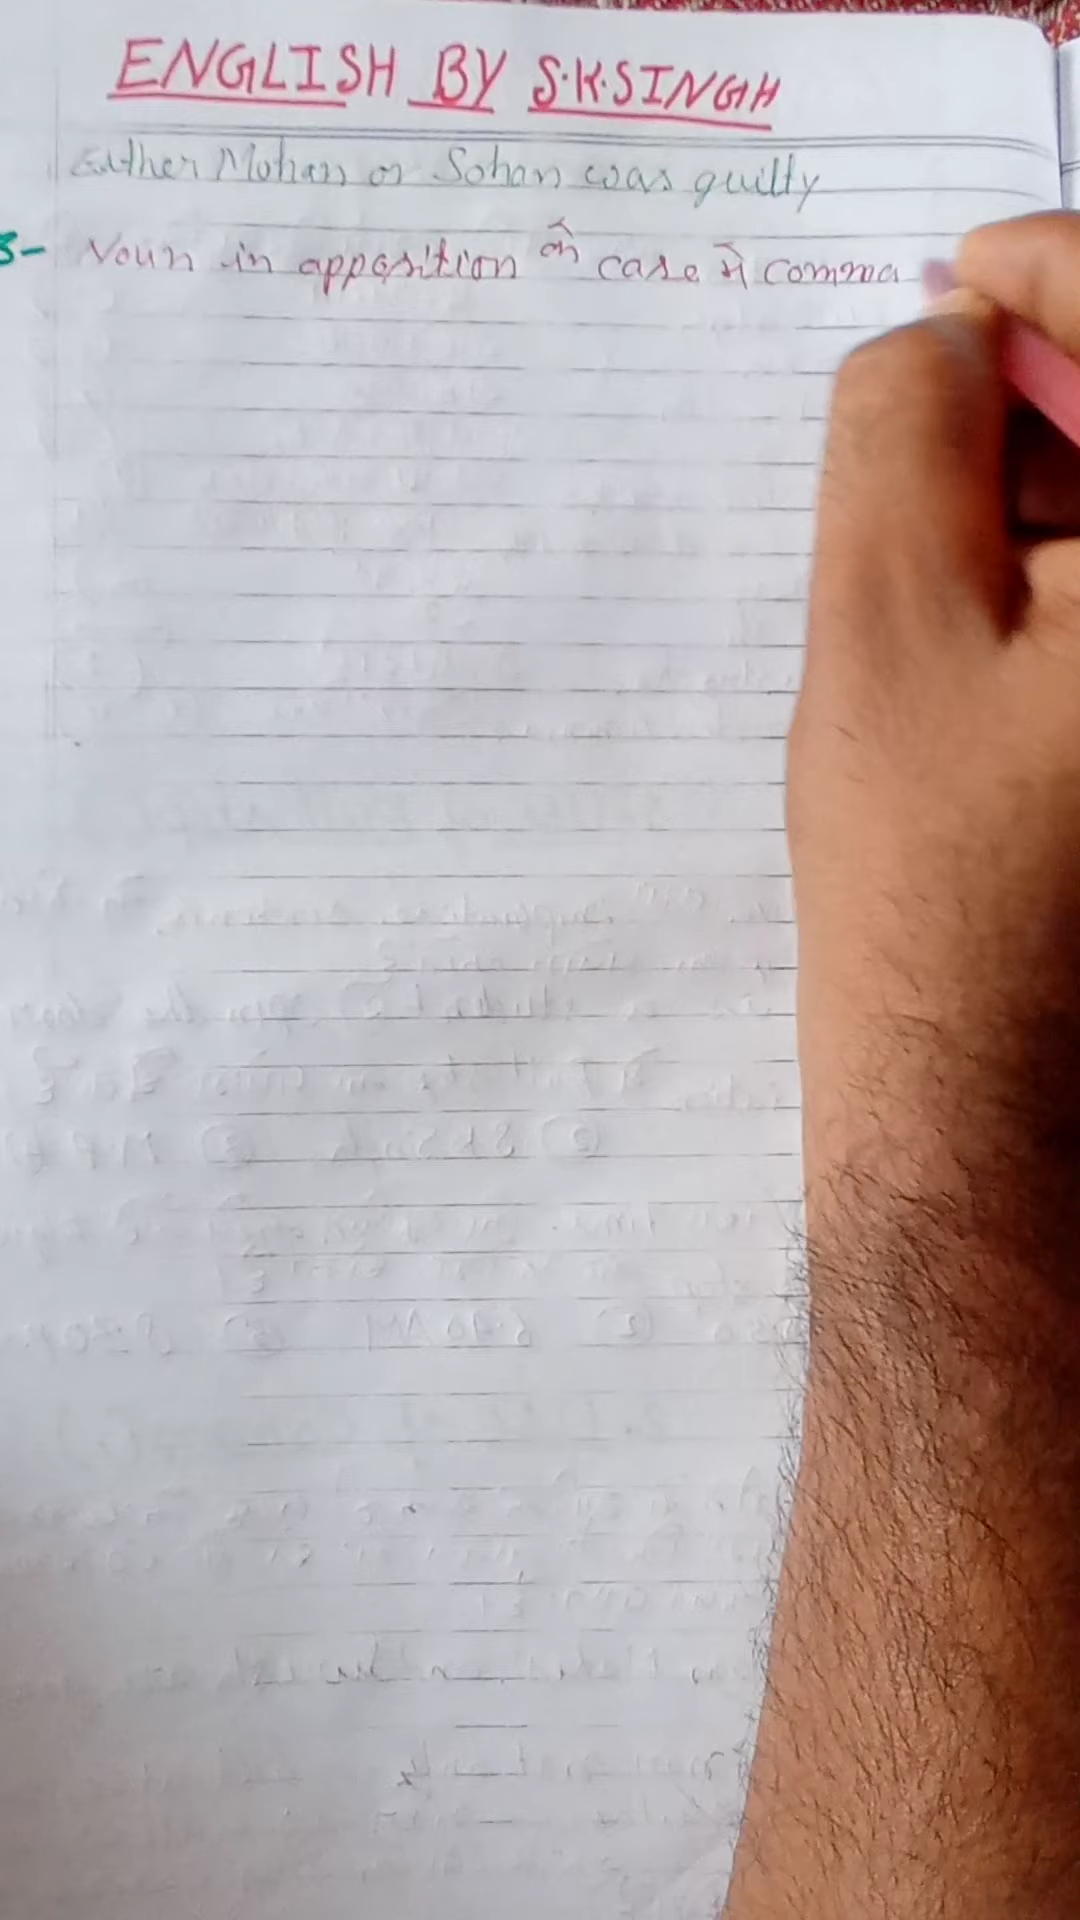 ENGLISH BY S.K.SINGH
Either Mohan or Sohan was guilty
3- Noun in apposition के case में comma